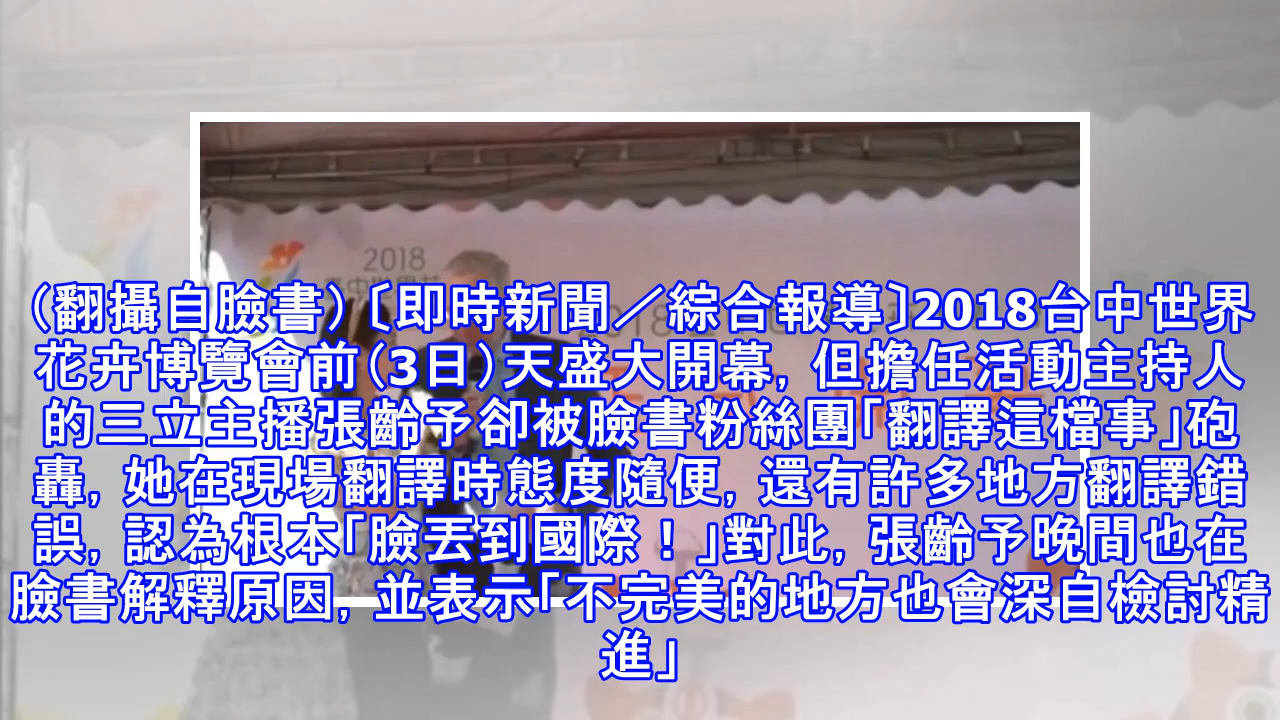 2018
（翻攝自臉書）〔即時新聞／綜合報導〕2018台中世界
花卉博覽會前（3日）天盛大開幕，但擔任活動主持人
的三立主播張齡予卻被臉書粉絲團「翻譯這檔事」砲
轟，她在現場翻譯時態度隨便，還有許多地方翻譯錯
誤，認為根本「臉丟到國際！」對此，張齡予晚間也在
臉書解釋原因，並表示「不完美的地方也會深自檢討精
進」